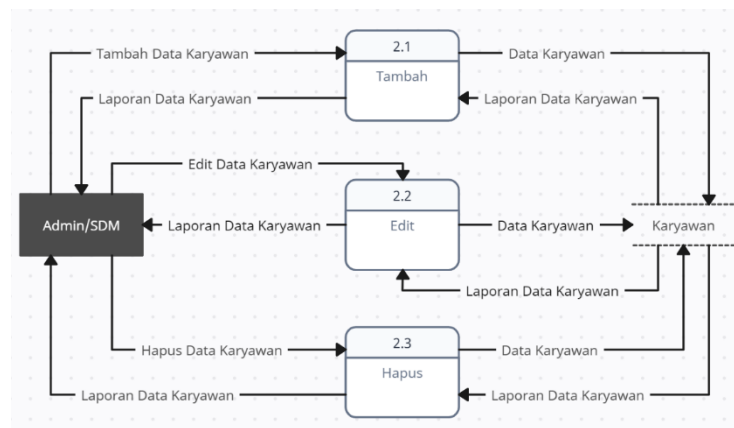 2.1
Tambah Data Karyawan
Data Karyawan
Tambah
Laporan Data Karyawan
Laporan Data Karyawan
Edit Data Karyawan
2.2
Admin/SDM
Laporan Data Karyawan
Edit
Data Karyawan
Karyawan
Laporan Data Karyawan
2.3
Hapus Data Karyawan
Data Karyawan
Hapus
Laporan Data Karyawan
Laporan Data Karyawan